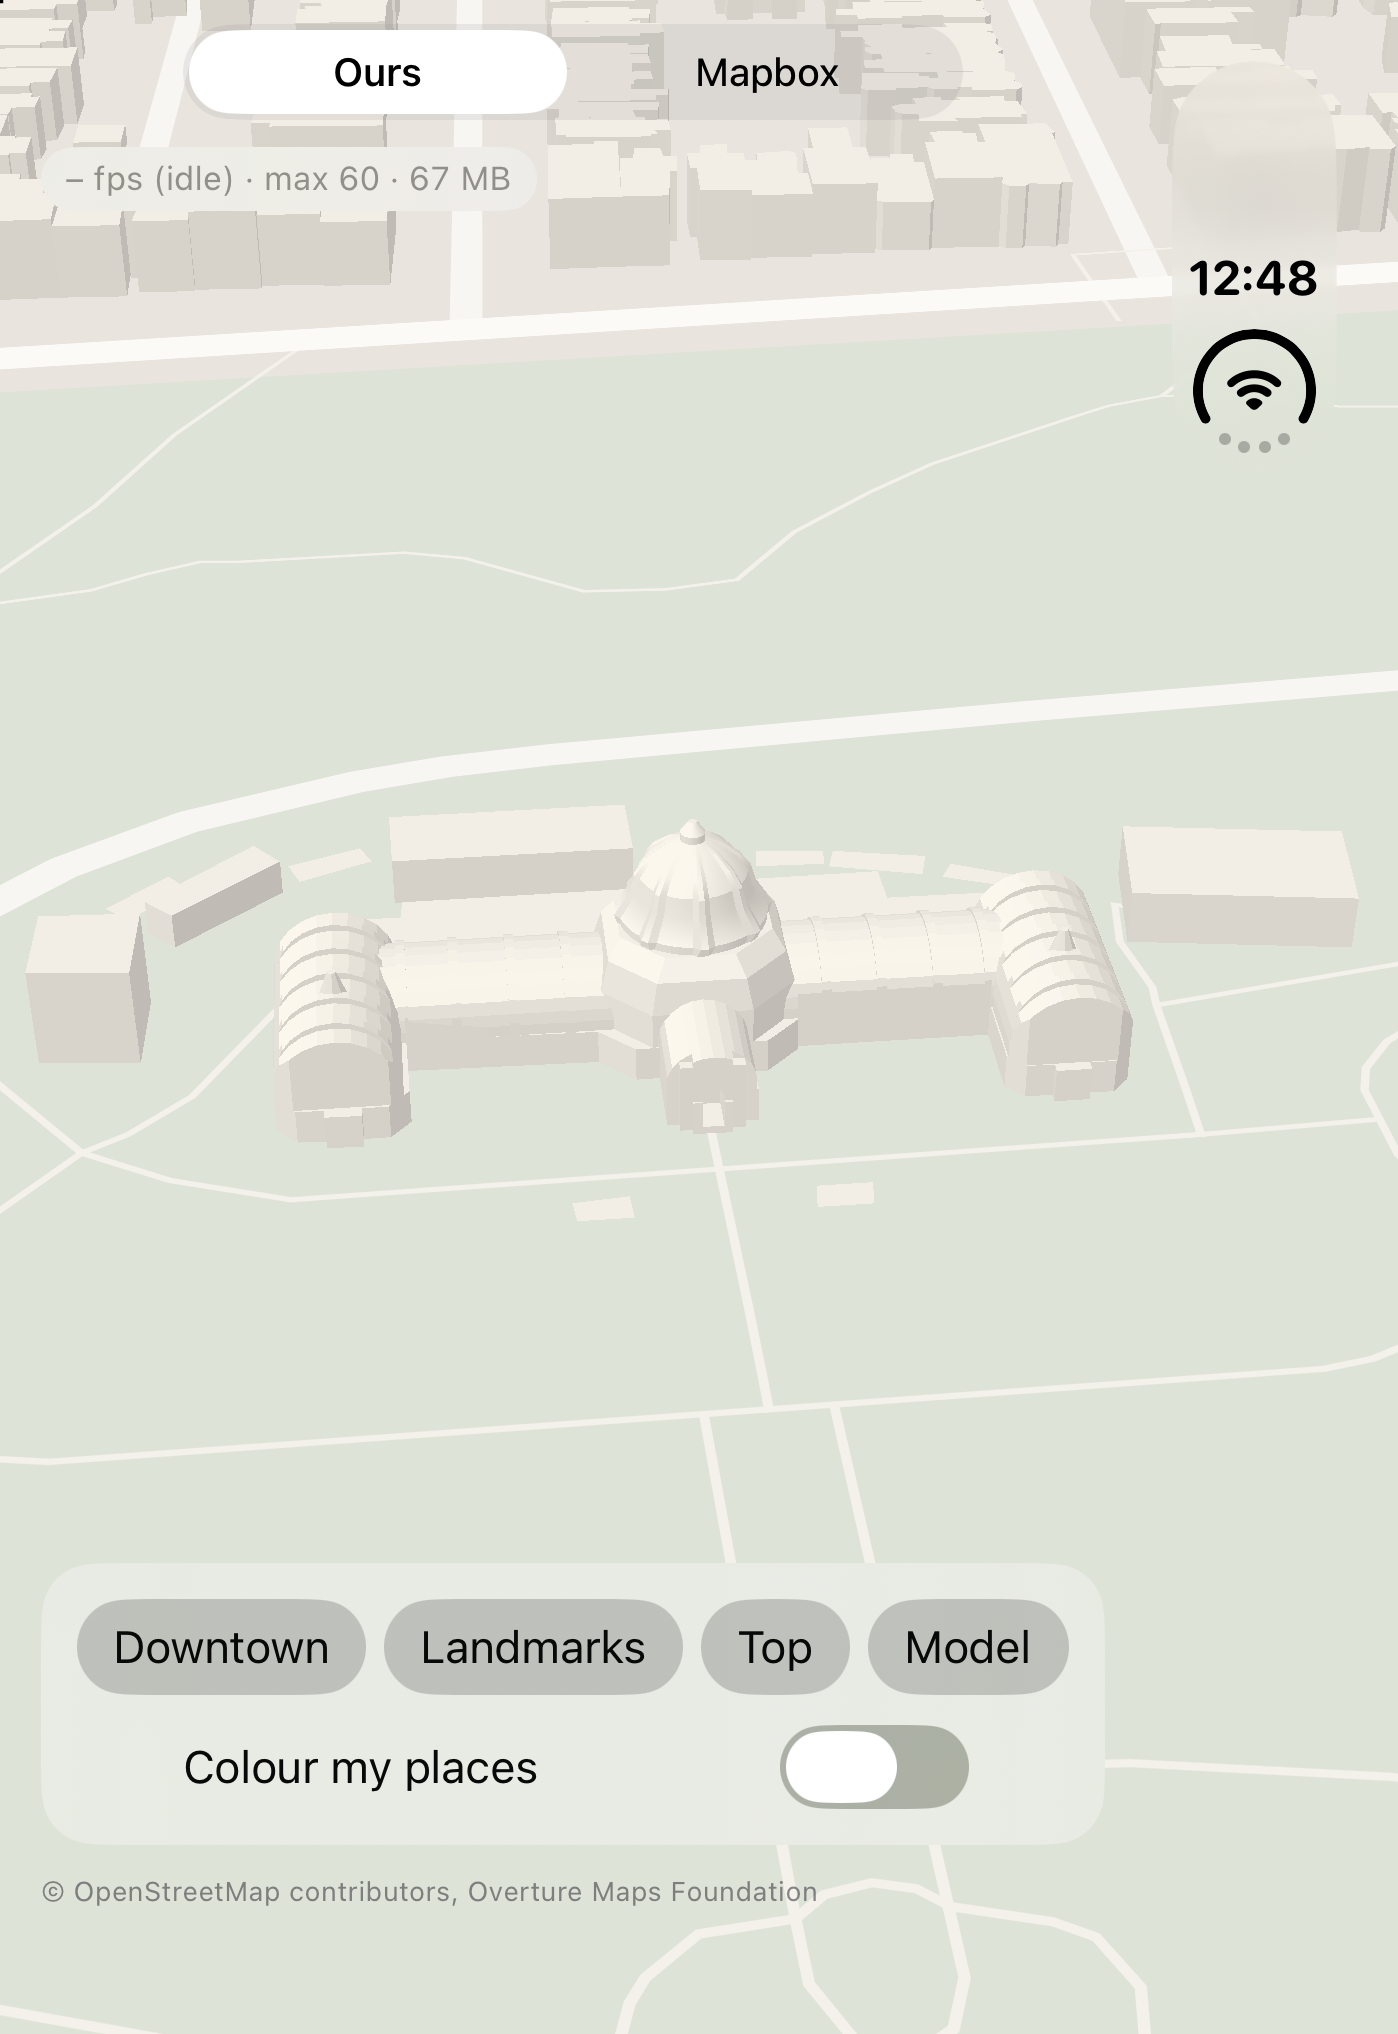 Ours
Mapbox
– fps (idle) · max 60 · 67 MB
12:48
Downtown
Landmarks
Top
Model
Colour my places
© OpenStreetMap contributors, Overture Maps Foundation